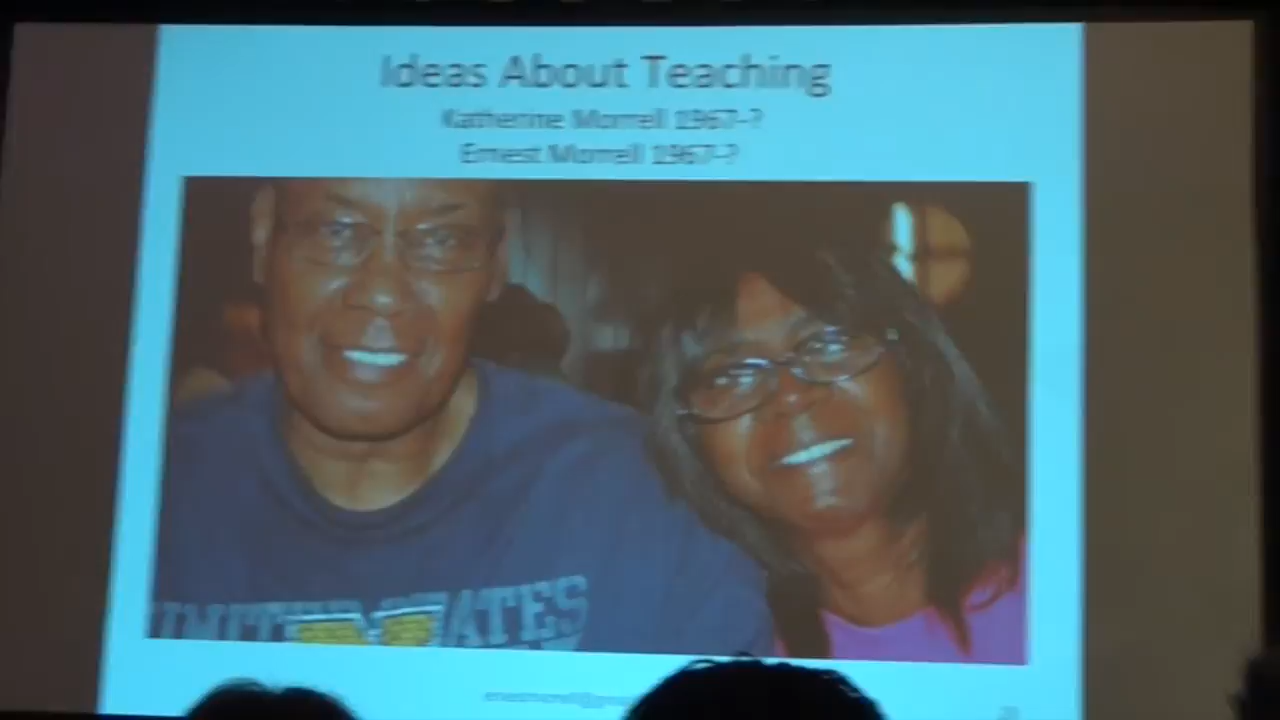 Ideas About Teaching
Katherine Morrell 1967-?
Ernest Morrell 1967-?